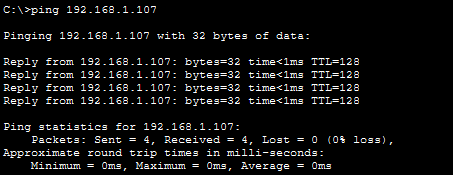 C:\>ping 192.168.1.107
Pinging 192.168.1.107 with 32 bytes of data:
Reply from 192.168.1.107: bytes=32 time<1ms TTL=128
Reply from 192.168.1.107: bytes=32 time<1ms TTL=128
Reply from 192.168.1.107: bytes=32 time<1ms TTL=128
Reply from 192.168.1.107: bytes=32 time<1ms TTL=128
Ping statistics for 192.168.1.107:
Packets: Sent = 4, Received = 4, Lost = 0 (0% loss),
Approximate round trip times in milli-seconds:
Minimum = 0ms, Maximum = 0ms, Average = 0ms